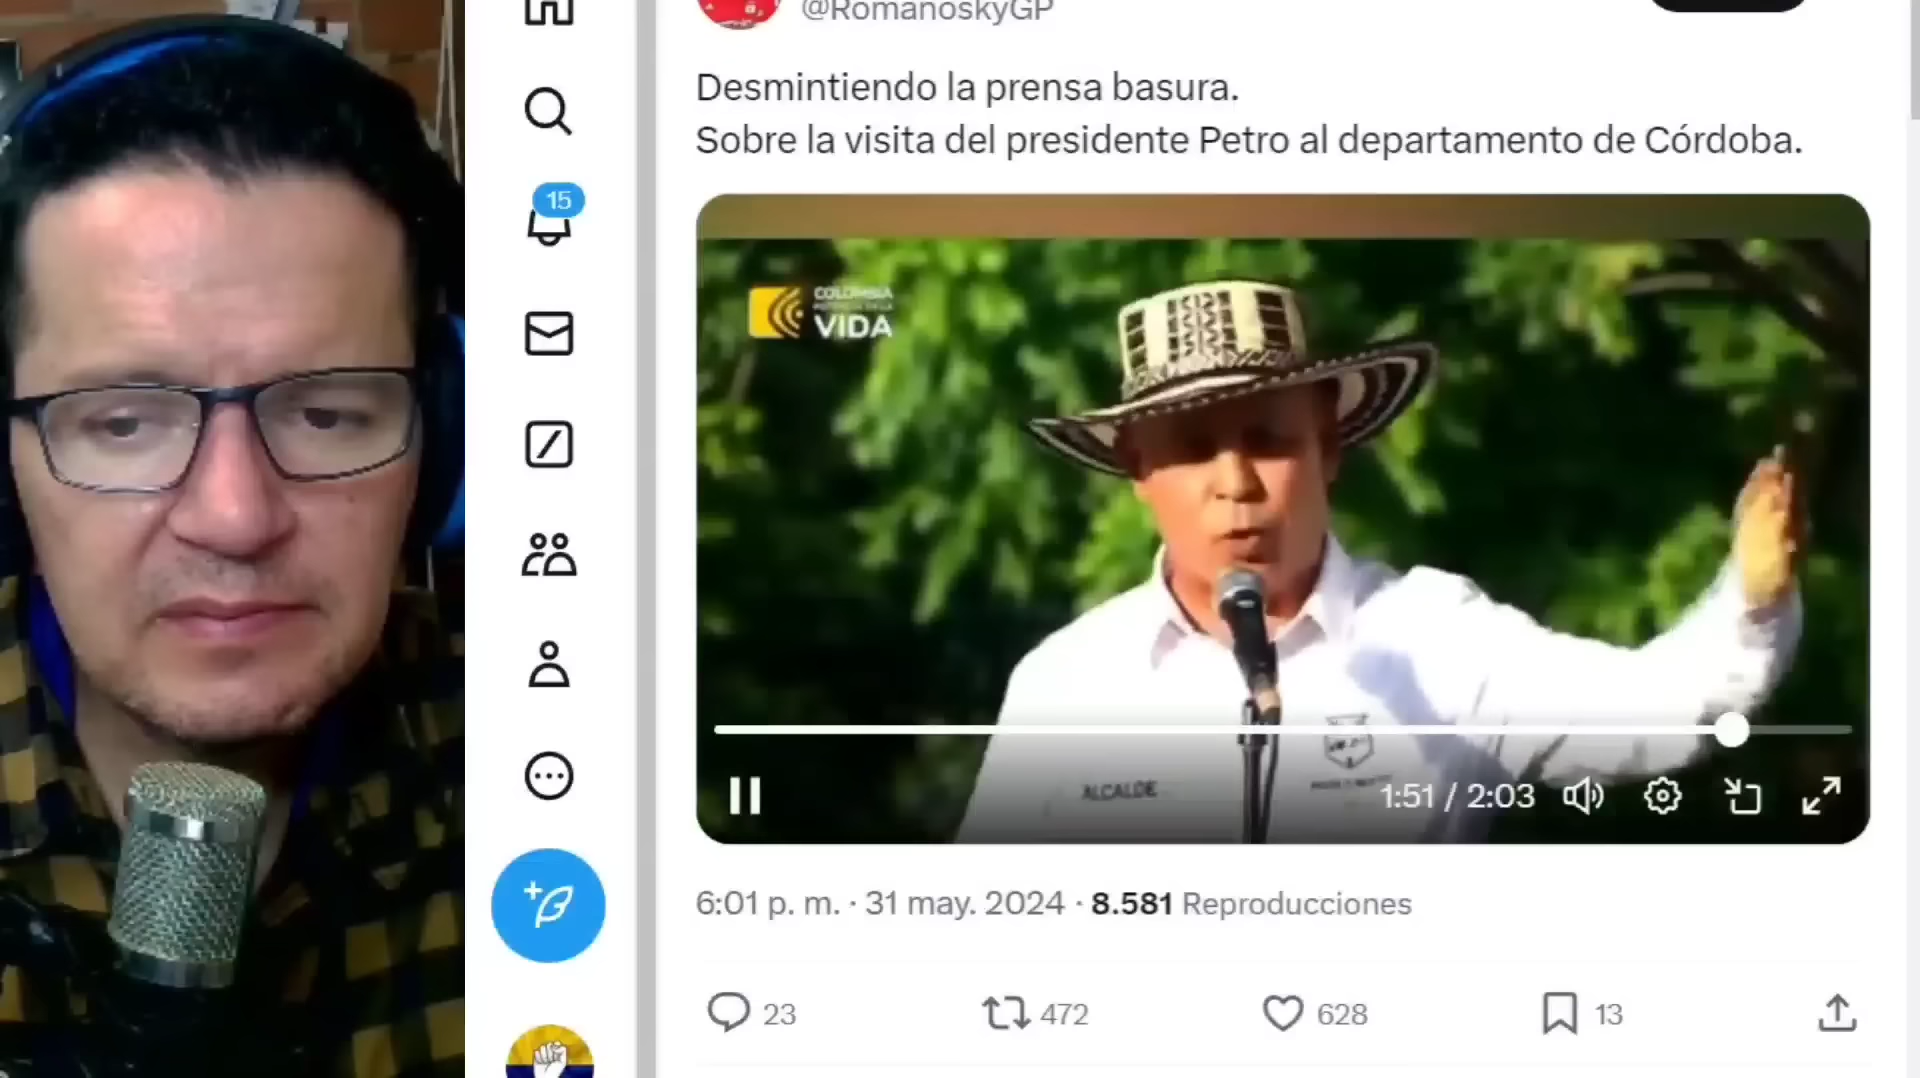 @RomanoskyGP
Desmintiendo la prensa basura.
Sobre la visita del presidente Petro al departamento de Córdoba.
15
COLOMBIA
VIDA
ALCALDE
1:51 / 2:03
6:01 p. m. · 31 may. 2024 · 8.581 Reproducciones
23
472
628
13